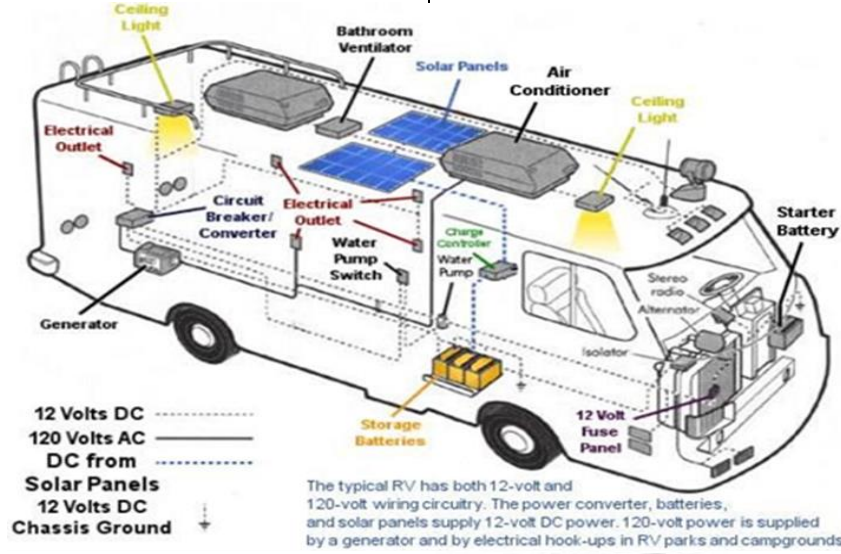 Ceiling
Light
Bathroom
Ventilator
Solar Panels
Air
Conditioner
Ceiling
Light
Electrical
Outlet
Circuit
Breaker/
Converter
Electrical
Outlet
Water
Pump
Switch
Charge
Controller
Water
Pump
Starter
Battery
Stereo
radio
Alternator
Isolator
Generator
Storage
Batteries
12 Volt
Fuse
Panel
12 Volts DC
120 Volts AC
DC from
Solar Panels
12 Volts DC
Chassis Ground
The typical RV has both 12-volt and
120-volt wiring circuitry. The power converter, batteries,
and solar panels supply 12-volt DC power. 120-volt power is supplied
by a generator and by electrical hook-ups in RV parks and campgrounds